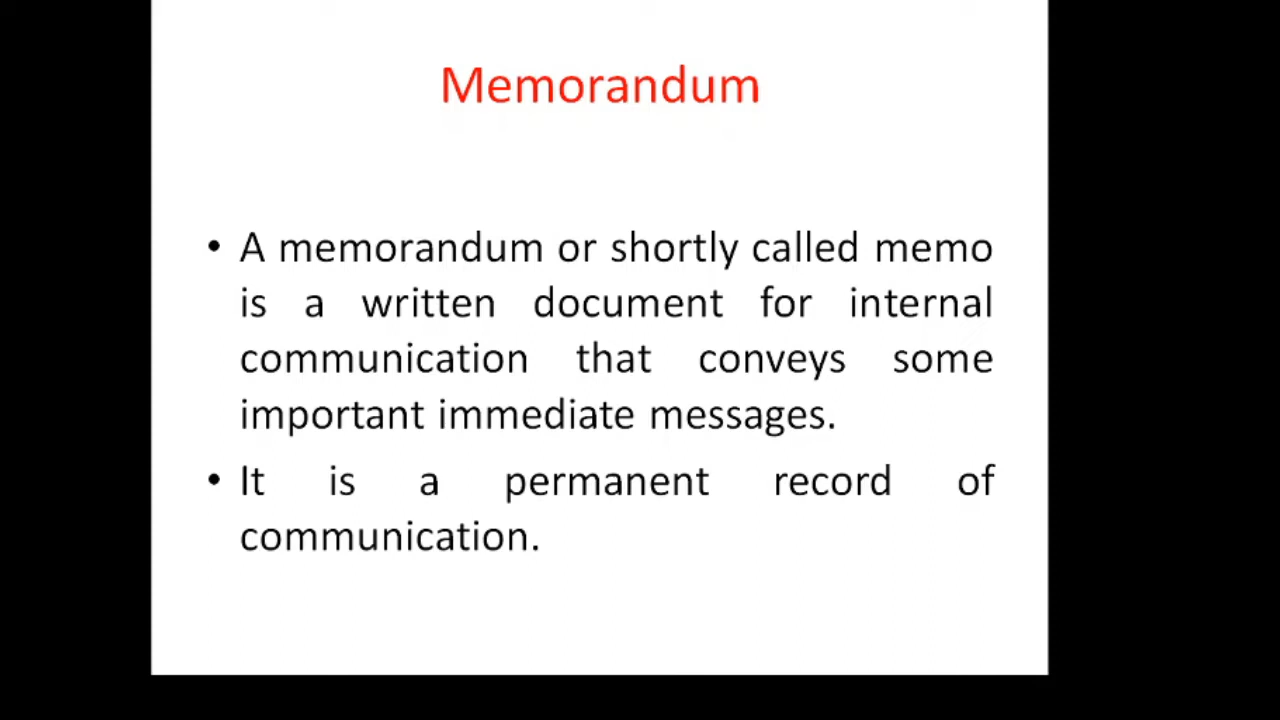 Memorandum
• A memorandum or shortly called memo
is a written document for internal
communication that conveys some
important immediate messages.
• It is a permanent record of
communication.